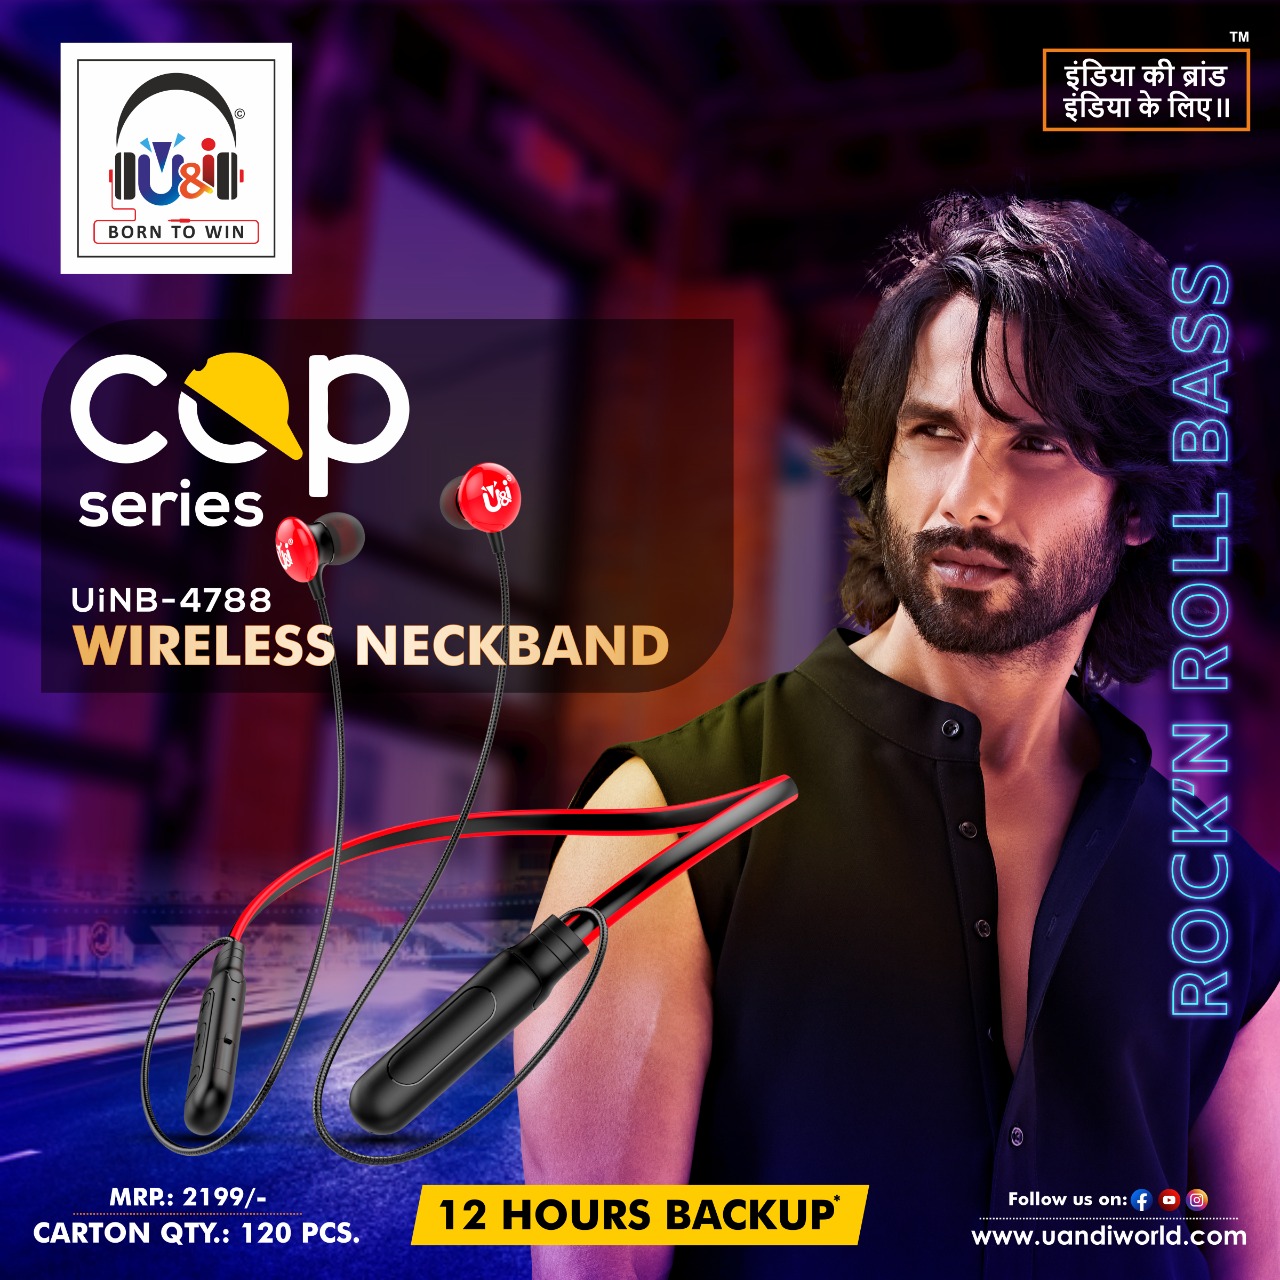 U&i
©
BORN TO WIN
TM
इंडिया की ब्रांड
इंडिया के लिए॥
cap
series
U&i
U&i
UiNB-4788
WIRELESS NECKBAND
ROCK'N ROLL BASS
MRP.: 2199/-
CARTON QTY.: 120 PCS.
12 HOURS BACKUP*
Follow us on:
www.uandiworld.com